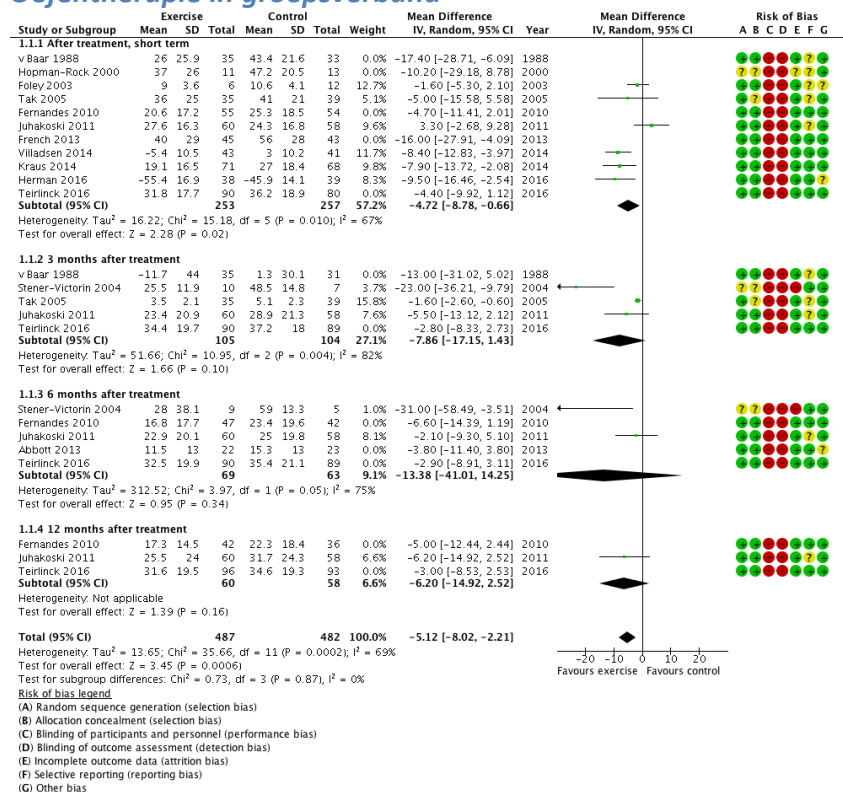 Oefentherapie in groepsverband
Exercise Control Mean Difference Mean Difference Risk of Bias
Study or Subgroup Mean SD Total Mean SD Total Weight IV, Random, 95% CI Year IV, Random, 95% CI A B C D E F G
1.1.1 After treatment, short term
v Baar 1988 26 25.9 35 43.4 21.6 33 0.0% -17.40 [-28.71, -6.09] 1988
Hopman-Rock 2000 37 26 11 47.2 20.5 13 0.0% -10.20 [-29.18, 8.78] 2000
Foley 2003 9 3.6 6 10.6 4.1 12 12.7% -1.60 [-5.30, 2.10] 2003
Tak 2005 36 25 35 41 21 39 5.1% -5.00 [-15.58, 5.58] 2005
Fernandes 2010 20.6 17.2 55 25.3 18.5 54 0.0% -4.70 [-11.41, 2.01] 2010
Juhakoski 2011 27.6 16.3 60 24.3 16.8 58 9.6% 3.30 [-2.68, 9.28] 2011
French 2013 40 29 45 56 28 43 0.0% -16.00 [-27.91, -4.09] 2013
Villadsen 2014 -5.4 10.5 43 3 10.2 41 11.7% -8.40 [-12.83, -3.97] 2014
Kraus 2014 19.1 16.5 71 27 18.4 68 9.8% -7.90 [-13.72, -2.08] 2014
Herman 2016 -55.4 16.9 38 -45.9 14.1 39 8.3% -9.50 [-16.46, -2.54] 2016
Teirlinck 2016 31.8 17.7 90 36.2 18.9 80 0.0% -4.40 [-9.92, 1.12] 2016
Subtotal (95% CI) 253 257 57.2% -4.72 [-8.78, -0.66]
Heterogeneity: Tau² = 16.22; Chi² = 15.18, df = 5 (P = 0.010); I² = 67%
Test for overall effect: Z = 2.28 (P = 0.02)
1.1.2 3 months after treatment
v Baar 1988 -11.7 44 35 1.3 30.1 31 0.0% -13.00 [-31.02, 5.02] 1988
Stener-Victorin 2004 25.5 11.9 10 48.5 14.8 7 3.7% -23.00 [-36.21, -9.79] 2004
Tak 2005 3.5 2.1 35 5.1 2.3 39 15.8% -1.60 [-2.60, -0.60] 2005
Juhakoski 2011 23.4 20.9 60 28.9 21.3 58 7.6% -5.50 [-13.12, 2.12] 2011
Teirlinck 2016 34.4 19.7 90 37.2 18 89 0.0% -2.80 [-8.33, 2.73] 2016
Subtotal (95% CI) 105 104 27.1% -7.86 [-17.15, 1.43]
Heterogeneity: Tau² = 51.66; Chi² = 10.95, df = 2 (P = 0.004); I² = 82%
Test for overall effect: Z = 1.66 (P = 0.10)
1.1.3 6 months after treatment
Stener-Victorin 2004 28 38.1 9 59 13.3 5 1.0% -31.00 [-58.49, -3.51] 2004
Fernandes 2010 16.8 17.7 47 23.4 19.6 42 0.0% -6.60 [-14.39, 1.19] 2010
Juhakoski 2011 22.9 20.1 60 25 19.8 58 8.1% -2.10 [-9.30, 5.10] 2011
Abbott 2013 11.5 13 22 15.3 13 23 0.0% -3.80 [-11.40, 3.80] 2013
Teirlinck 2016 32.5 19.9 90 35.4 21.1 89 0.0% -2.90 [-8.91, 3.11] 2016
Subtotal (95% CI) 69 63 9.1% -13.38 [-41.01, 14.25]
Heterogeneity: Tau² = 312.52; Chi² = 3.97, df = 1 (P = 0.05); I² = 75%
Test for overall effect: Z = 0.95 (P = 0.34)
1.1.4 12 months after treatment
Fernandes 2010 17.3 14.5 42 22.3 18.4 36 0.0% -5.00 [-12.44, 2.44] 2010
Juhakoski 2011 25.5 24 60 31.7 24.3 58 6.6% -6.20 [-14.92, 2.52] 2011
Teirlinck 2016 31.6 19.5 96 34.6 19.3 93 0.0% -3.00 [-8.53, 2.53] 2016
Subtotal (95% CI) 60 58 6.6% -6.20 [-14.92, 2.52]
Heterogeneity: Not applicable
Test for overall effect: Z = 1.39 (P = 0.16)
Total (95% CI) 487 482 100.0% -5.12 [-8.02, -2.21]
Heterogeneity: Tau² = 13.65; Chi² = 35.66, df = 11 (P = 0.0002); I² = 69%
Test for overall effect: Z = 3.45 (P = 0.0006)
Test for subgroup differences: Chi² = 0.73, df = 3 (P = 0.87), I² = 0%
-20 -10 0 10 20
Favours exercise Favours control
Risk of bias legend
(A) Random sequence generation (selection bias)
(B) Allocation concealment (selection bias)
(C) Blinding of participants and personnel (performance bias)
(D) Blinding of outcome assessment (detection bias)
(E) Incomplete outcome data (attrition bias)
(F) Selective reporting (reporting bias)
(G) Other bias